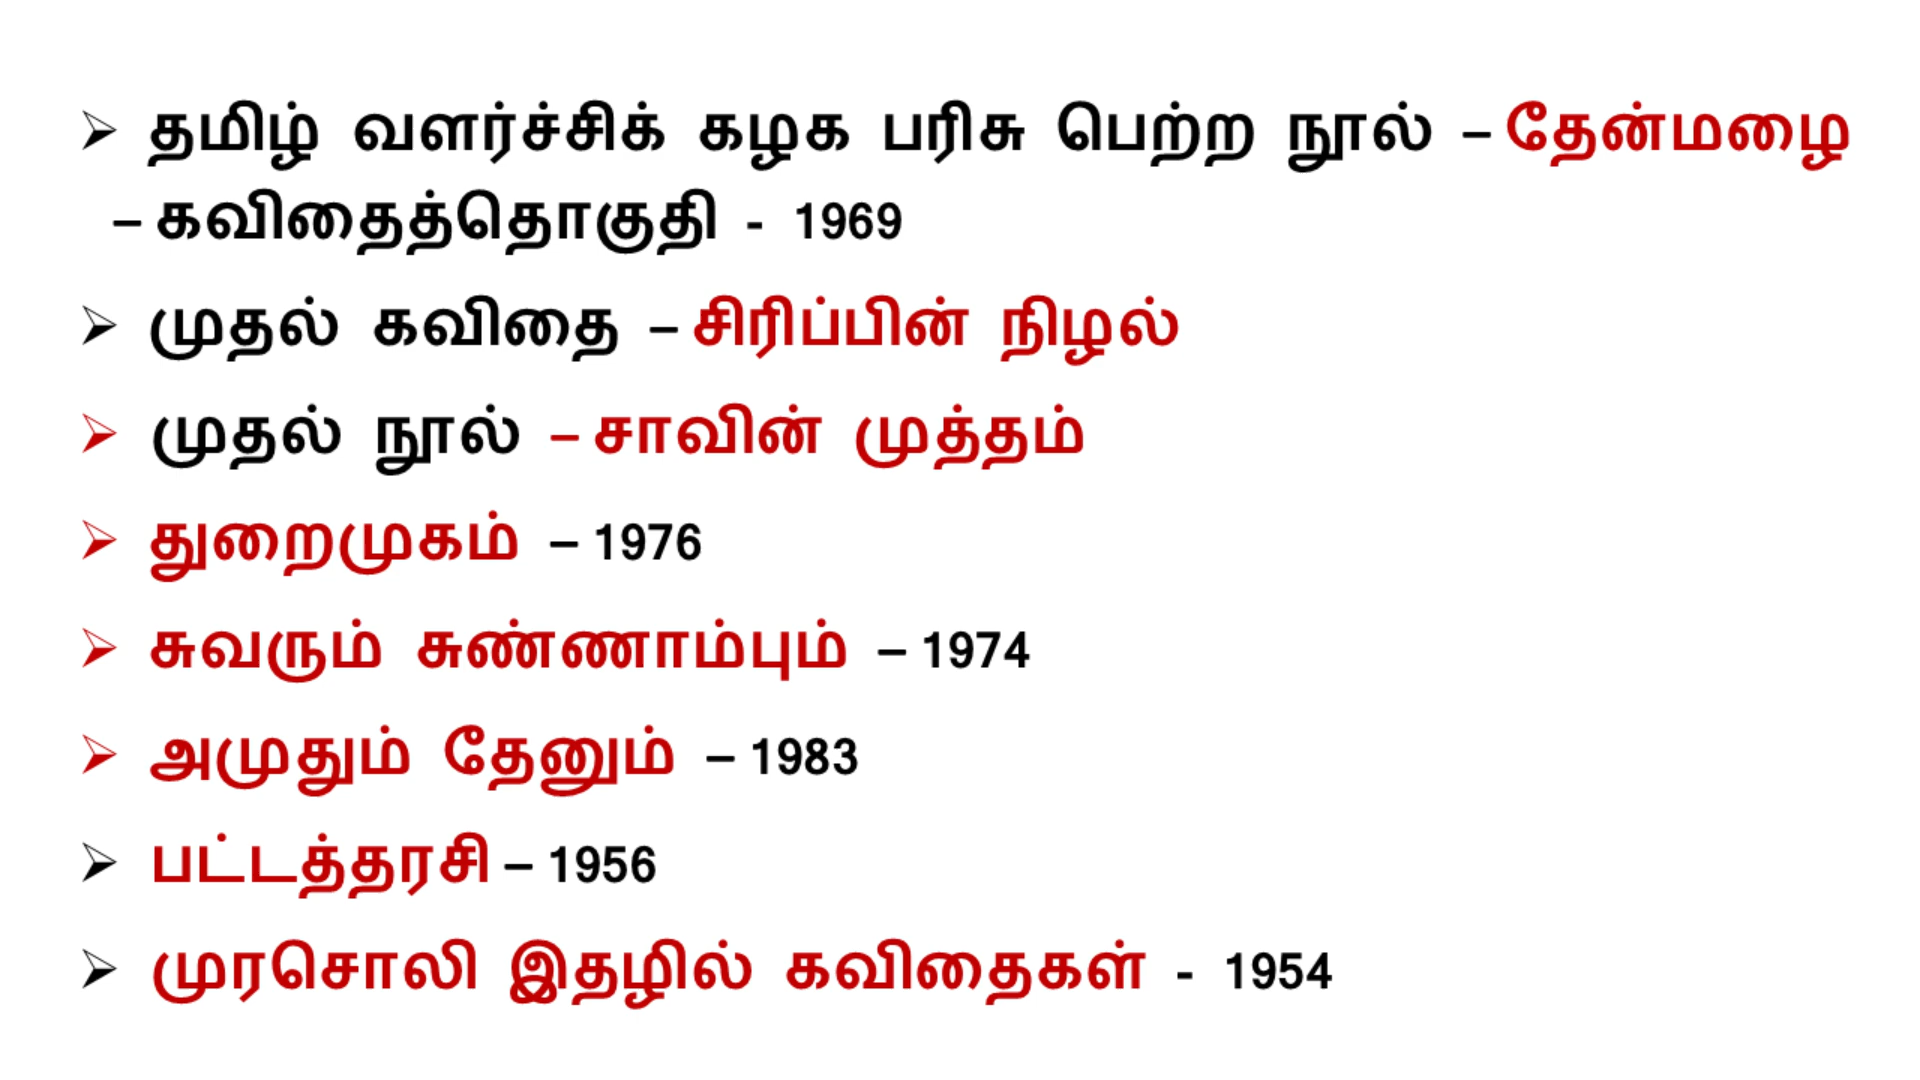 ➢ தமிழ் வளர்ச்சிக் கழக பரிசு பெற்ற நூல் – தேன்மழை
– கவிதைத்தொகுதி - 1969
➢ முதல் கவிதை – சிரிப்பின் நிழல்
➢ முதல் நூல் – சாவின் முத்தம்
➢ துறைமுகம் – 1976
➢ சுவரும் சுண்ணாம்பும் – 1974
➢ அமுதும் தேனும் – 1983
➢ பட்டத்தரசி – 1956
➢ முரசொலி இதழில் கவிதைகள் - 1954